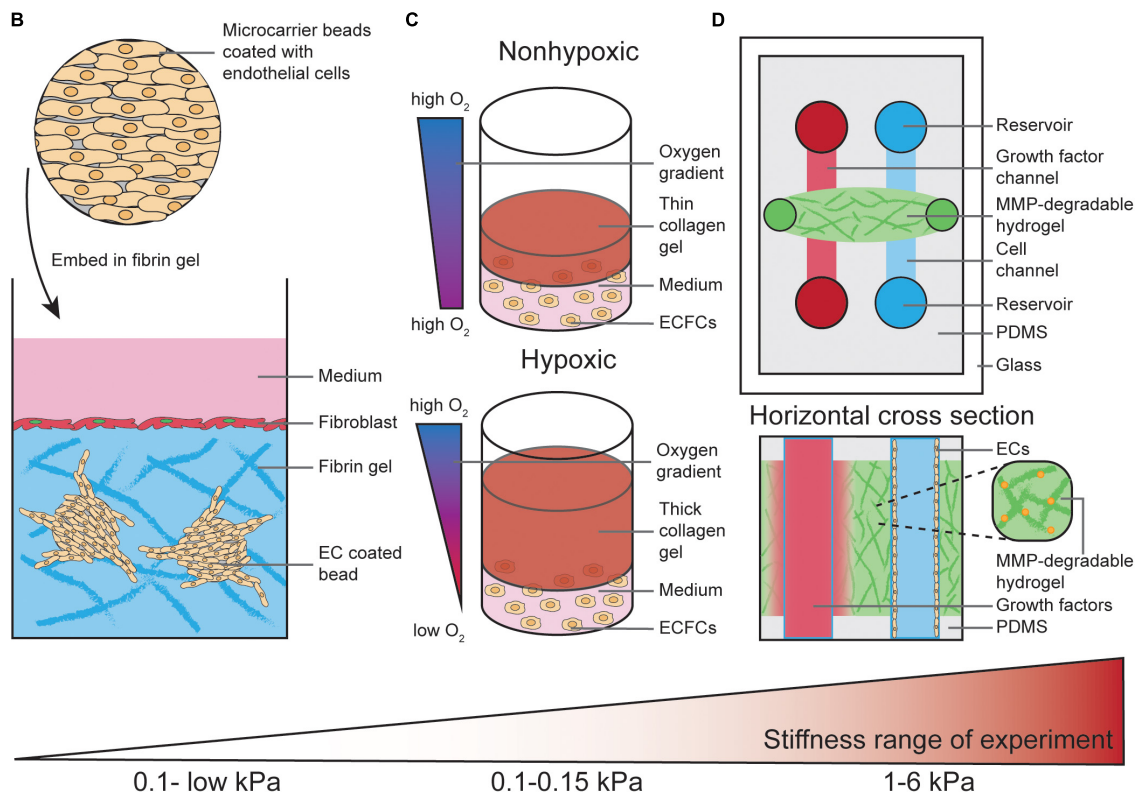 B
Microcarrier beads
coated with
endothelial cells
Embed in fibrin gel
Medium
Fibroblast
Fibrin gel
EC coated
bead
C
Nonhypoxic
high O2
Oxygen
gradient
Thin
collagen
gel
Medium
high O2
ECFCs
Hypoxic
high O2
Oxygen
gradient
Thick
collagen
gel
Medium
low O2
ECFCs
D
Reservoir
Growth factor
channel
MMP-degradable
hydrogel
Cell
channel
Reservoir
PDMS
Glass
Horizontal cross section
ECs
MMP-degradable
hydrogel
Growth factors
PDMS
Stiffness range of experiment
0.1- low kPa
0.1-0.15 kPa
1-6 kPa